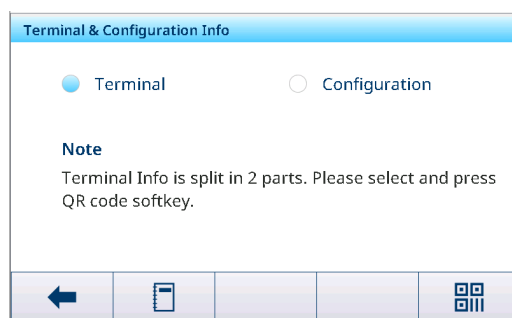 Terminal & Configuration Info
Terminal Configuration
Note
Terminal Info is split in 2 parts. Please select and press
QR code softkey.